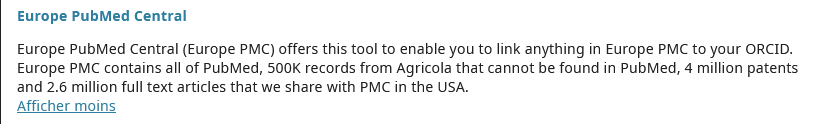 Europe PubMed Central
Europe PubMed Central (Europe PMC) offers this tool to enable you to link anything in Europe PMC to your ORCID.
Europe PMC contains all of PubMed, 500K records from Agricola that cannot be found in PubMed, 4 million patents
and 2.6 million full text articles that we share with PMC in the USA.
Afficher moins